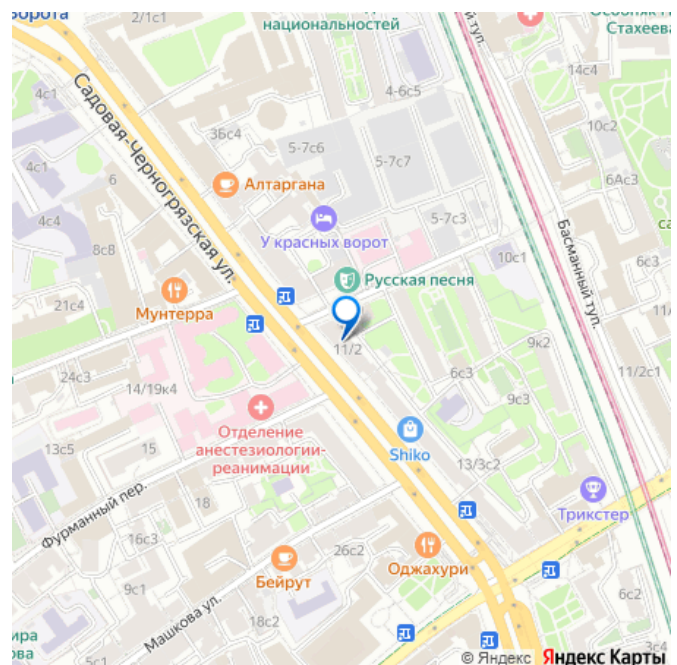 Ворота
2/1с1
национальностей
туп.
Стахеева
14с4
4с1
Садовая-Черногрязская ул.
3Бс4
4-6с5
10с2
5-7с6
5-7с7
4с1
6
Алтаргана
6Ас3
4с4
У красных ворот
5-7с3
Басманный туп.
8с8
10с1
6с3
Русская песня
21с4
Мунтерра
11/2
9к2
24с3
14/19к4
6с3
11/2с1
9с3
Отделение
анестезиологии-
реанимации
13с5
15
Shiko
13/3с2
Фурманный пер.
18
Трикстер
16с3
Оджахури
26с2
Бейрут
9с1
Машкова ул.
6с2
18с2
© Яндекс Яндекс Карты